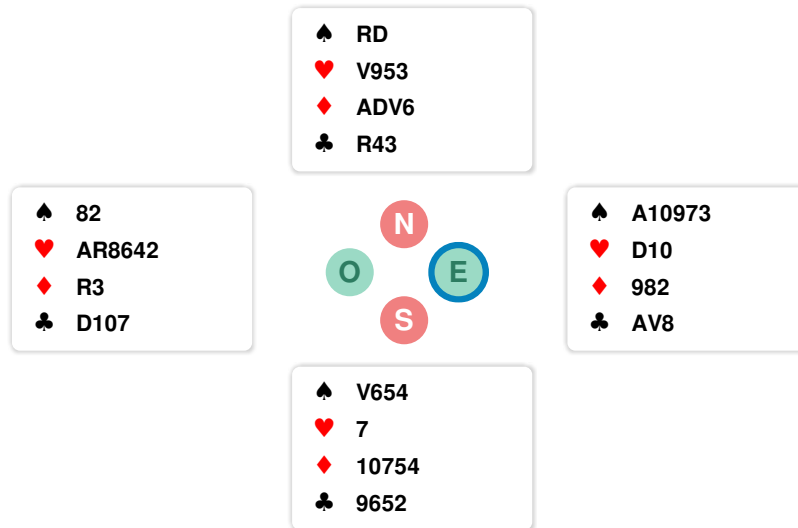 ♠ RD
♥ V953
♦ ADV6
♣ R43
♠ 82
♥ AR8642
♦ R3
♣ D107
N
O
E
S
♠ A10973
♥ D10
♦ 982
♣ AV8
♠ V654
♥ 7
♦ 10754
♣ 9652